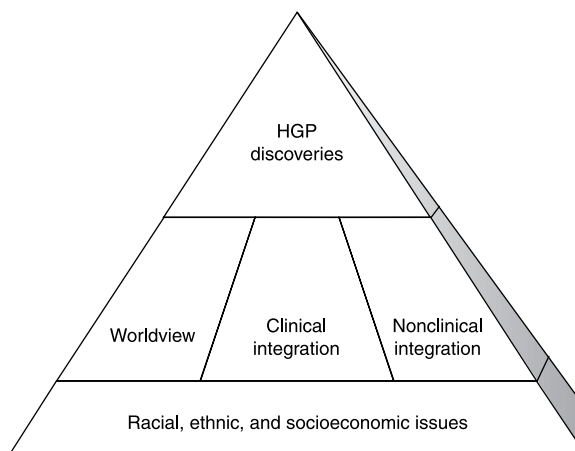 HGP
discoveries
Worldview
Clinical
integration
Nonclinical
integration
Racial, ethnic, and socioeconomic issues